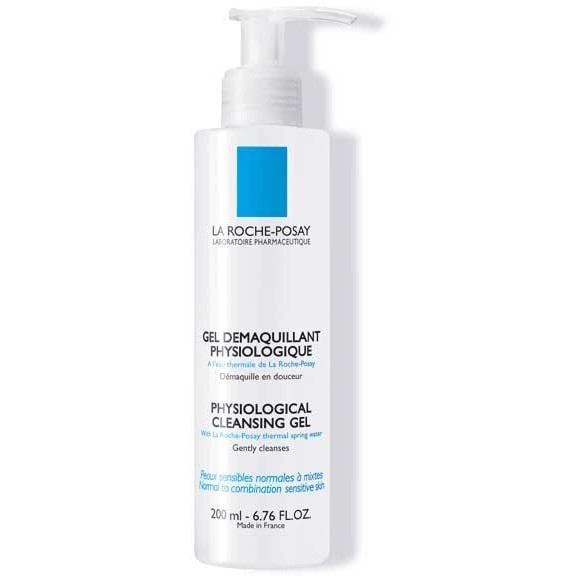 LA ROCHE-POSAY
LABORATOIRE PHARMACEUTIQUE
GEL DEMAQUILLANT
PHYSIOLOGIQUE
A l'eau thermale de La Roche-Posay
Démaquille en douceur
PHYSIOLOGICAL
CLEANSING GEL
With La Roche-Posay thermal spring water
Gently cleanses
Peaux sensibles normales à mixtes
Normal to combination sensitive skin
200 ml - 6.76 FL.OZ.
Made in France